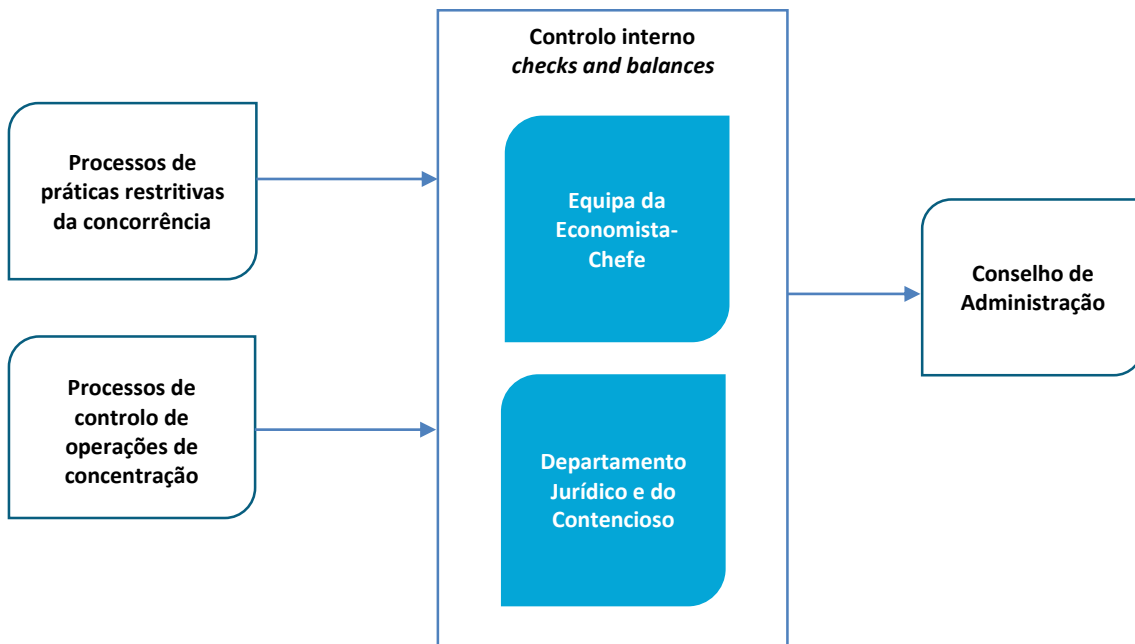 Controlo interno
checks and balances
Processos de
práticas restritivas
da concorrência
Equipa da
Economista-
Chefe
Conselho de
Administração
Processos de
controlo de
operações de
concentração
Departamento
Jurídico e do
Contencioso